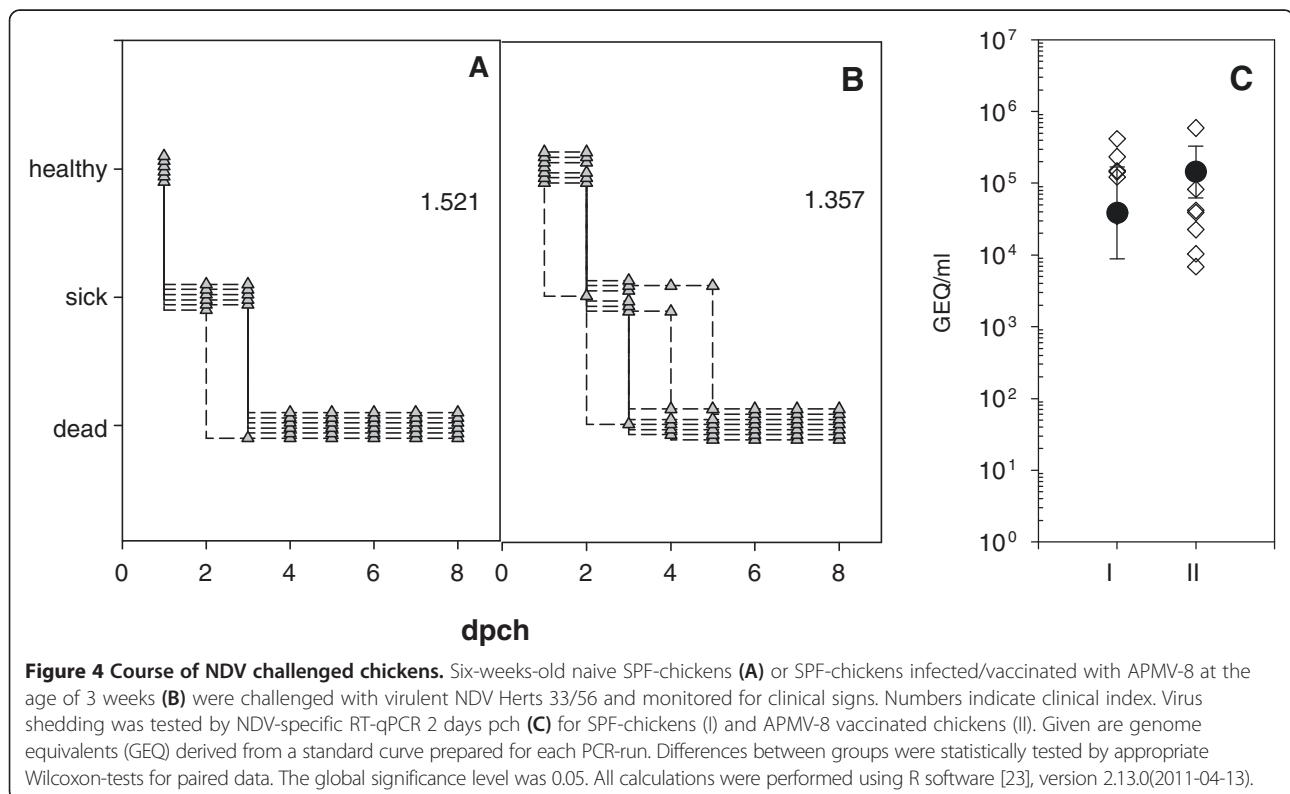 A
B
C
healthy
sick
dead
1.521
1.357
0 2 4 6 8
0 2 4 6 8
dpch
GEQ/ml
10⁷
10⁶
10⁵
10⁴
10³
10²
10¹
10⁰
I II
Figure 4 Course of NDV challenged chickens. Six-weeks-old naive SPF-chickens (A) or SPF-chickens infected/vaccinated with APMV-8 at the
age of 3 weeks (B) were challenged with virulent NDV Herts 33/56 and monitored for clinical signs. Numbers indicate clinical index. Virus
shedding was tested by NDV-specific RT-qPCR 2 days pch (C) for SPF-chickens (I) and APMV-8 vaccinated chickens (II). Given are genome
equivalents (GEQ) derived from a standard curve prepared for each PCR-run. Differences between groups were statistically tested by appropriate
Wilcoxon-tests for paired data. The global significance level was 0.05. All calculations were performed using R software [23], version 2.13.0(2011-04-13).